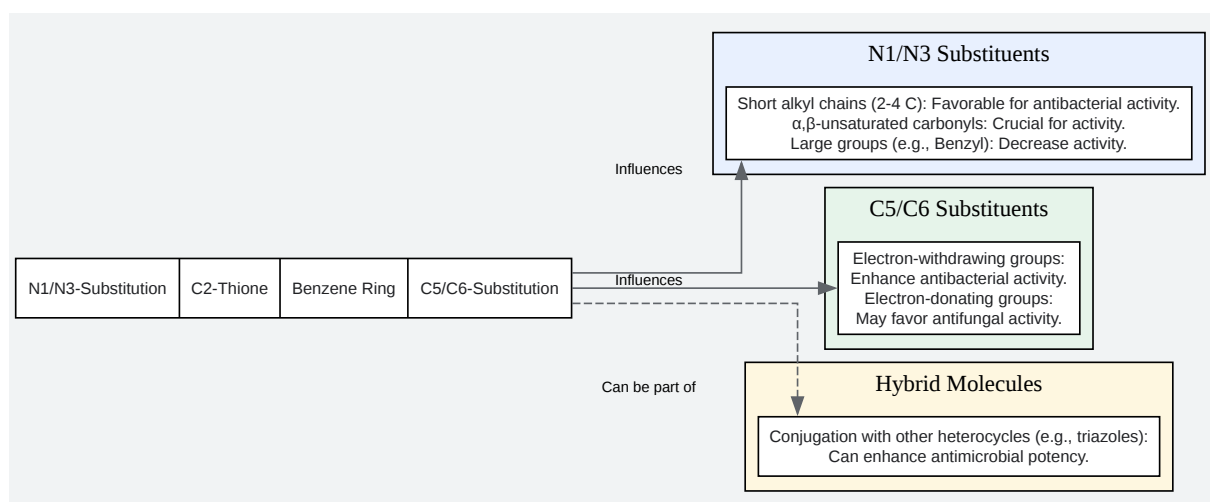 N1/N3 Substituents
Short alkyl chains (2-4 C): Favorable for antibacterial activity.
α,β-unsaturated carbonyls: Crucial for activity.
Large groups (e.g., Benzyl): Decrease activity.
Influences
C5/C6 Substituents
Electron-withdrawing groups:
Enhance antibacterial activity.
Electron-donating groups:
May favor antifungal activity.
N1/N3-Substitution
C2-Thione
Benzene Ring
C5/C6-Substitution
Influences
Hybrid Molecules
Can be part of
Conjugation with other heterocycles (e.g., triazoles):
Can enhance antimicrobial potency.